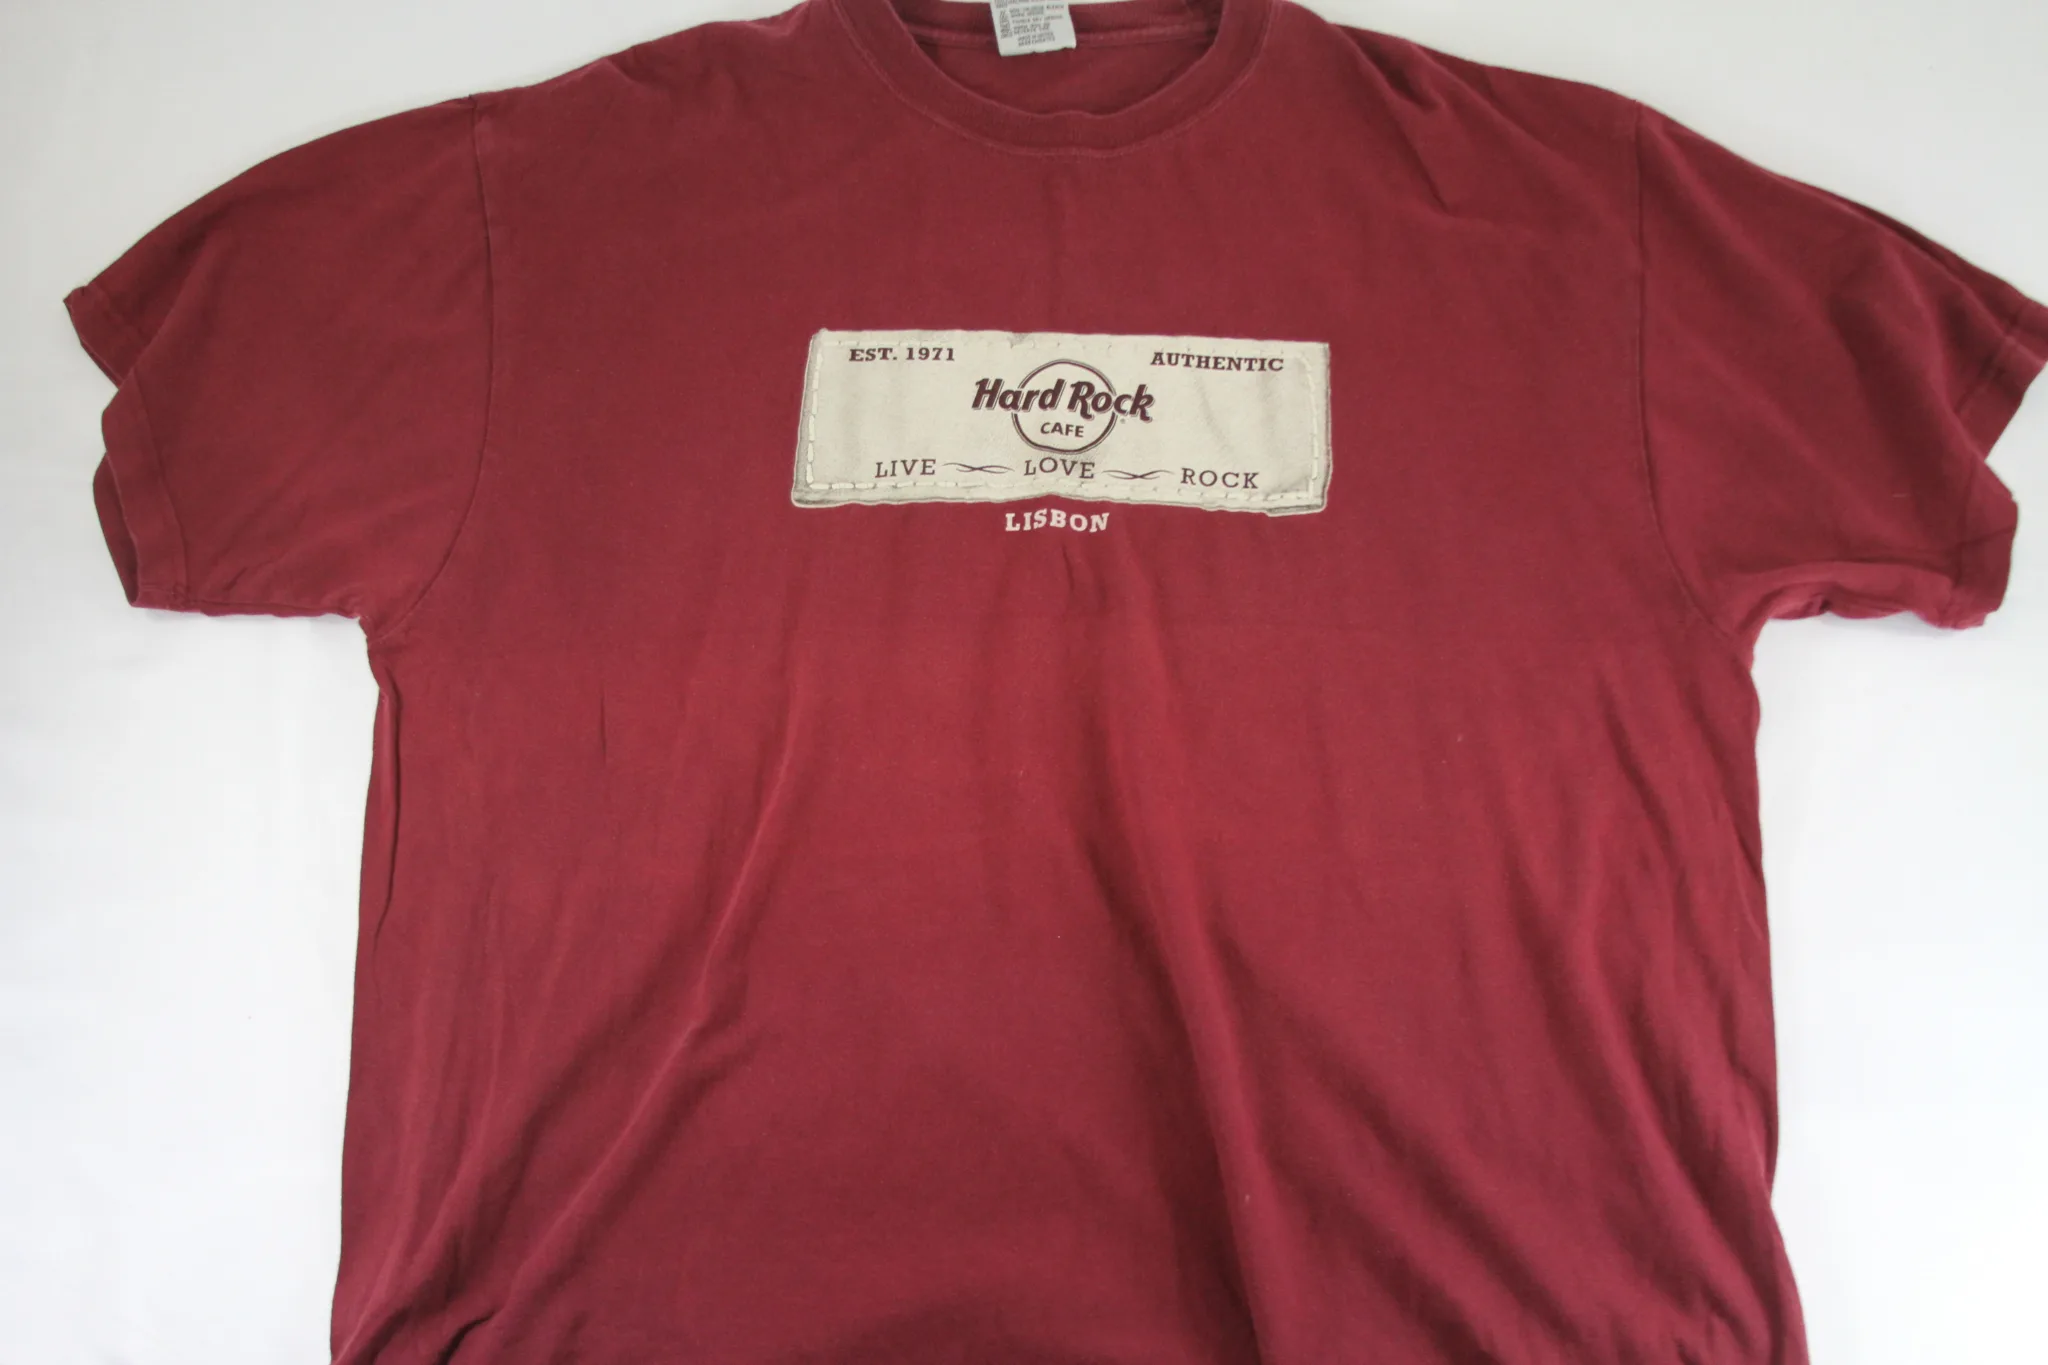 EST. 1971 AUTHENTIC
Hard Rock
CAFE
LIVE LOVE ROCK
LISBON